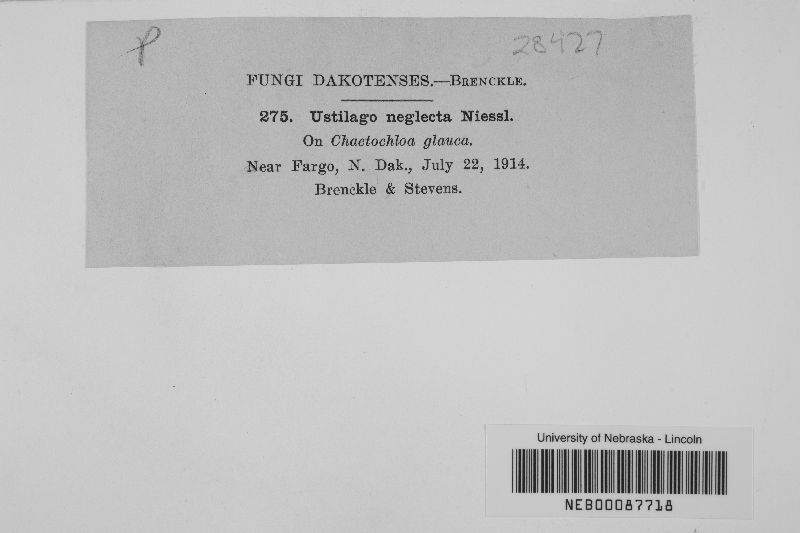 28427
FUNGI DAKOTENSES.—BRENCKLE.
275. Ustilago neglecta Niessl.
On Chaetochloa glauca.
Near Fargo, N. Dak., July 22, 1914.
Brenckle & Stevens.
University of Nebraska - Lincoln
NEB00087718